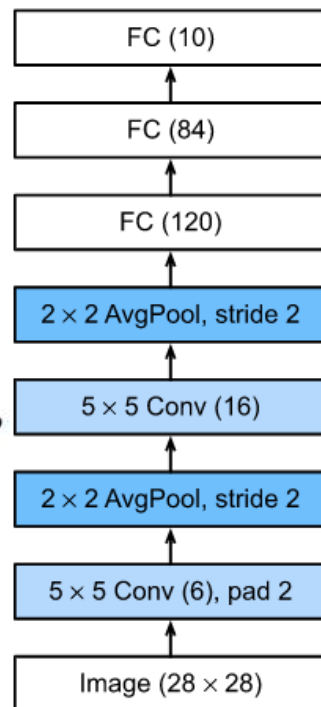 FC (10)
FC (84)
FC (120)
2 × 2 AvgPool, stride 2
5 × 5 Conv (16)
2 × 2 AvgPool, stride 2
5 × 5 Conv (6), pad 2
Image (28 × 28)